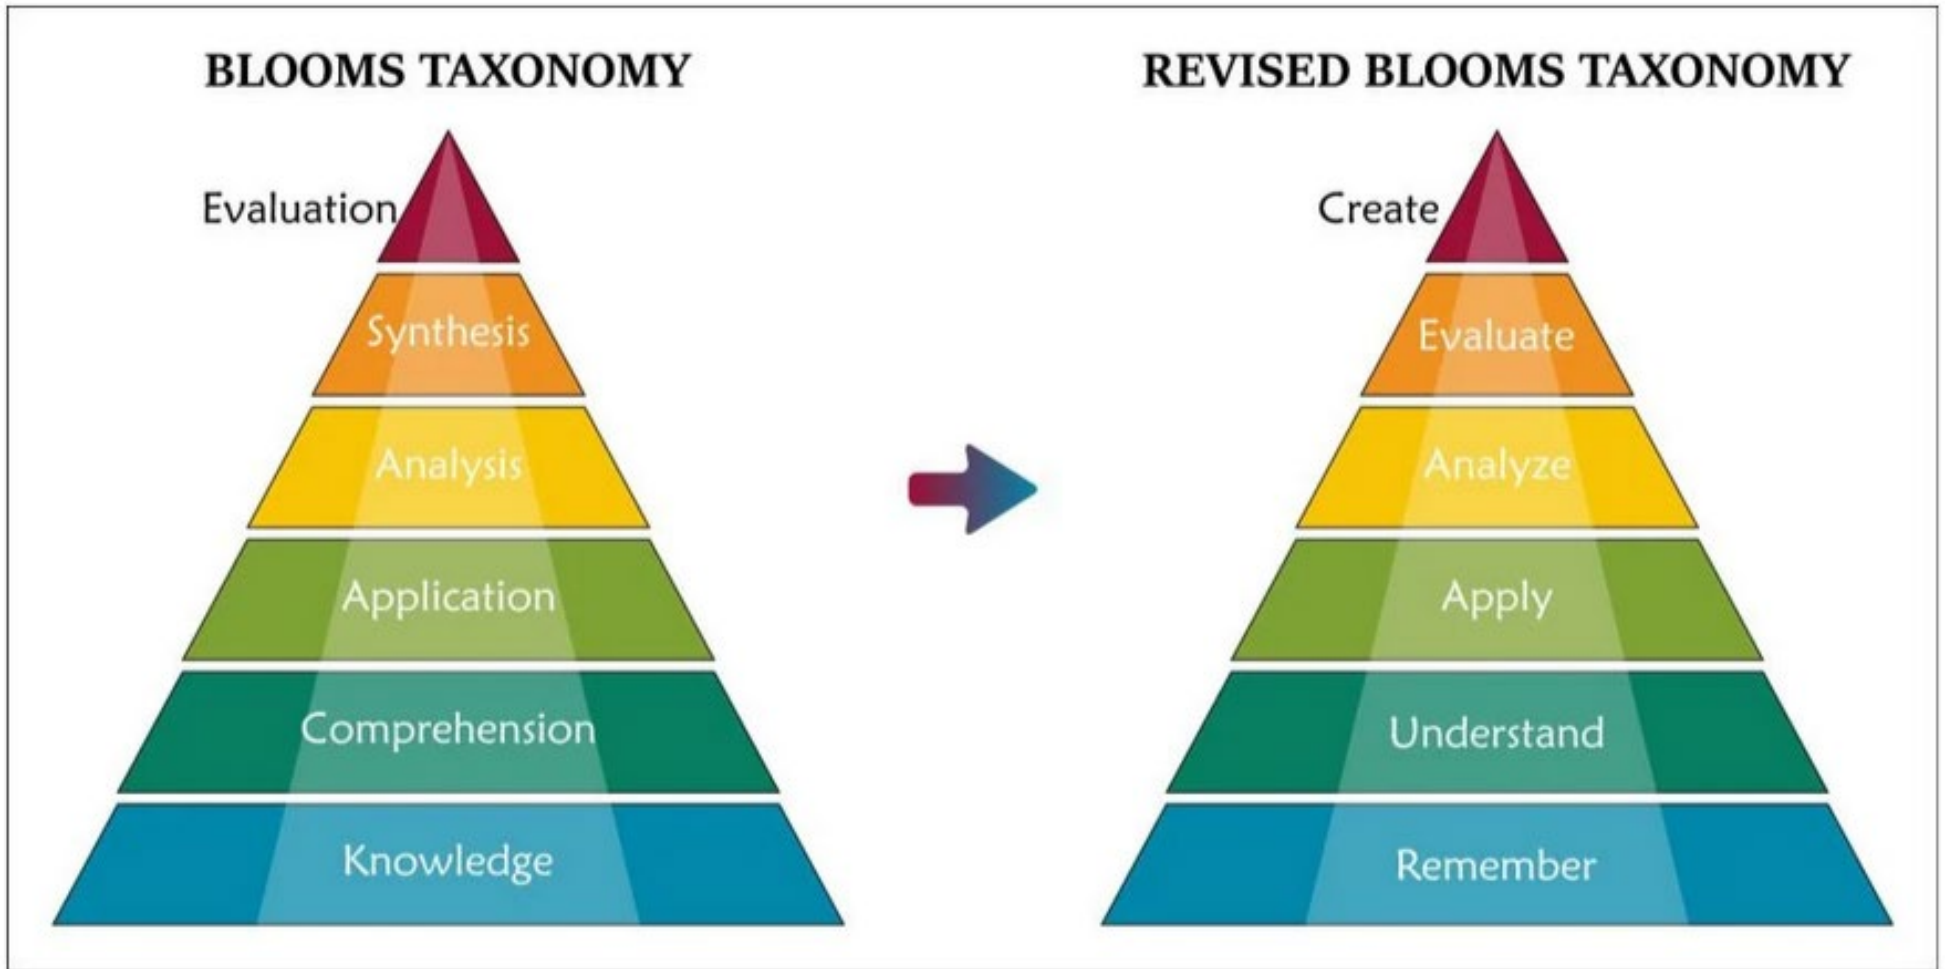 BLOOMS TAXONOMY
Evaluation
Synthesis
Analysis
Application
Comprehension
Knowledge
REVISED BLOOMS TAXONOMY
Create
Evaluate
Analyze
Apply
Understand
Remember